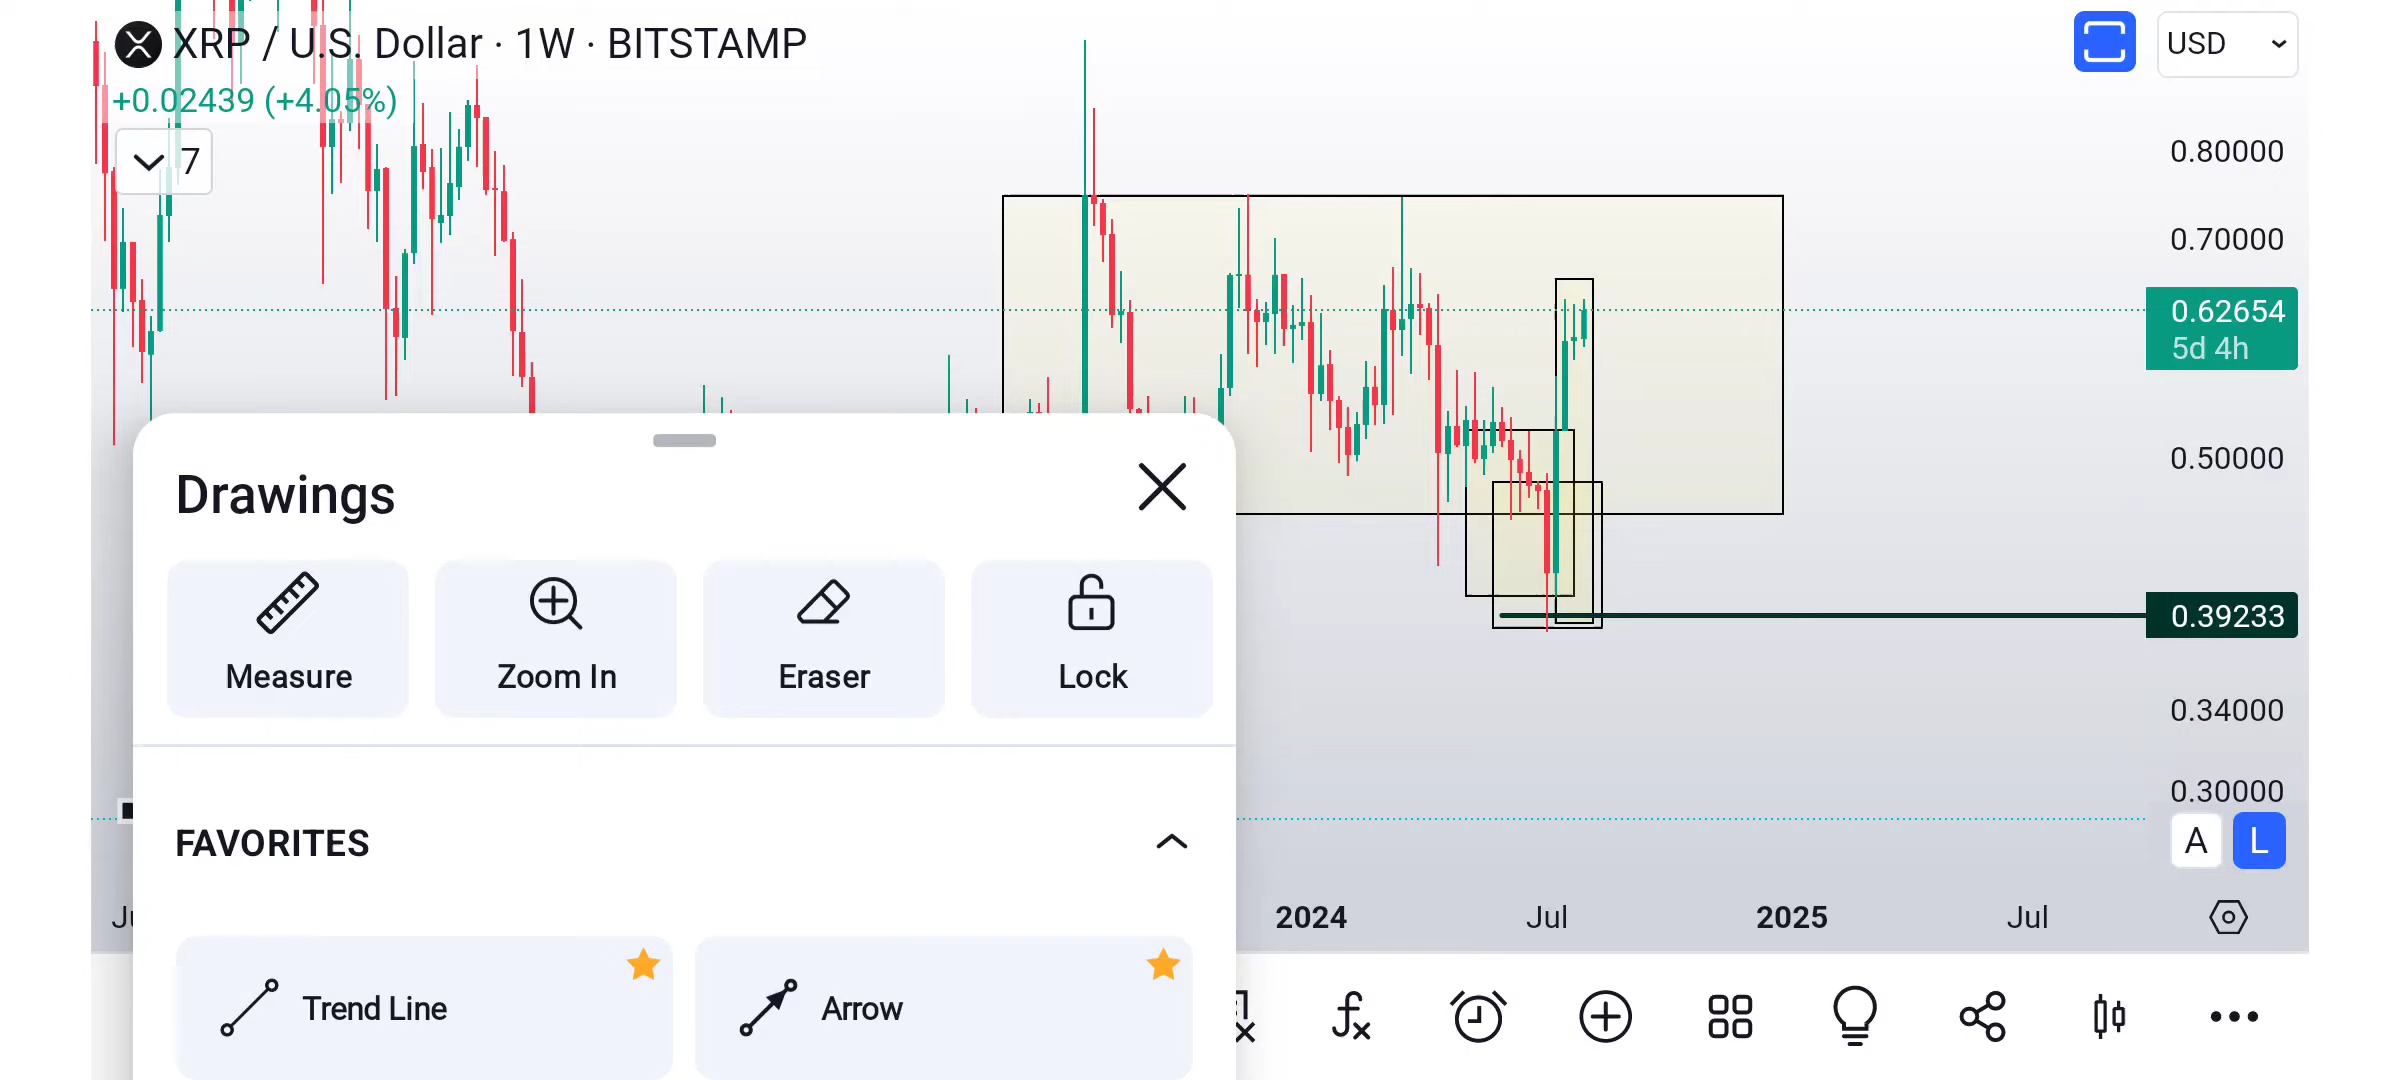 XRP / U.S. Dollar · 1W · BITSTAMP
USD
+0.02439 (+4.05%)
7
0.80000
0.70000
0.62654
5d 4h
0.50000
0.39233
0.34000
0.30000
A
L
Drawings
Measure
Zoom In
Eraser
Lock
FAVORITES
Trend Line
Arrow
2024
Jul
2025
Jul